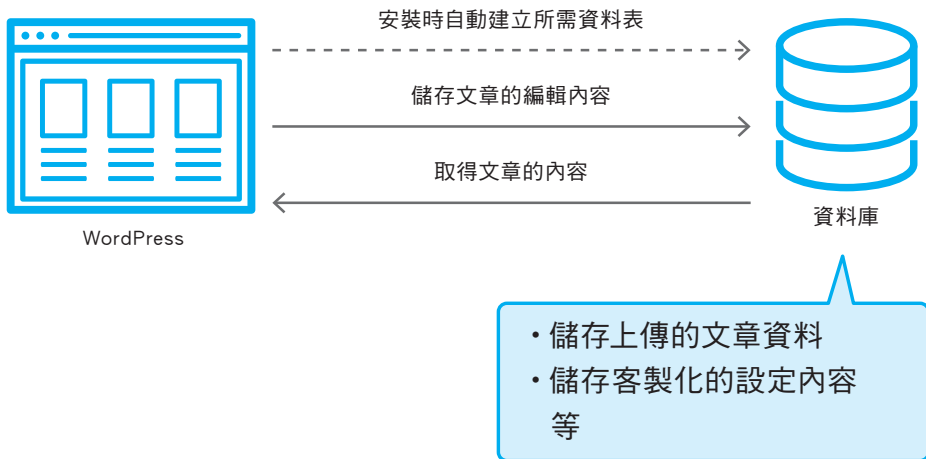 安裝時自動建立所需資料表
儲存文章的編輯內容
取得文章的內容
資料庫
WordPress
・儲存上傳的文章資料
・儲存客製化的設定內容
等